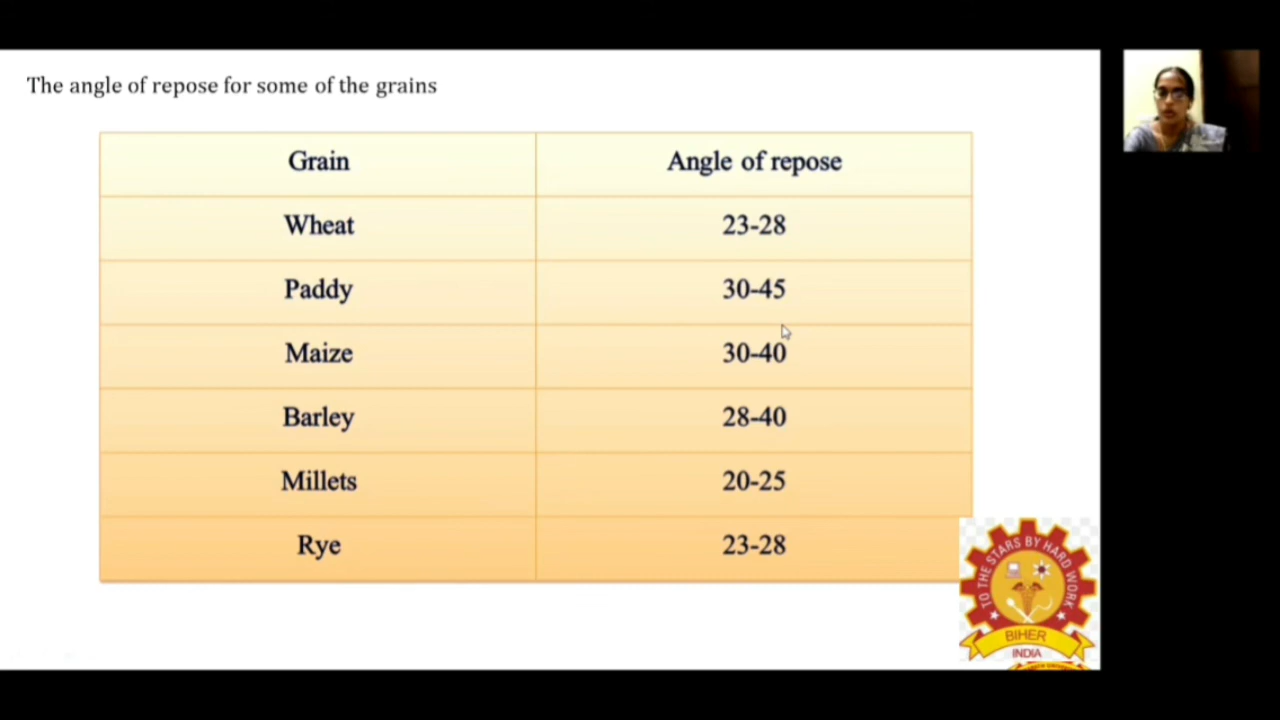 The angle of repose for some of the grains
Grain Angle of repose
Wheat 23-28
Paddy 30-45
Maize 30-40
Barley 28-40
Millets 20-25
Rye 23-28
TO THE STARS BY HARD WORK
BIHER
INDIA